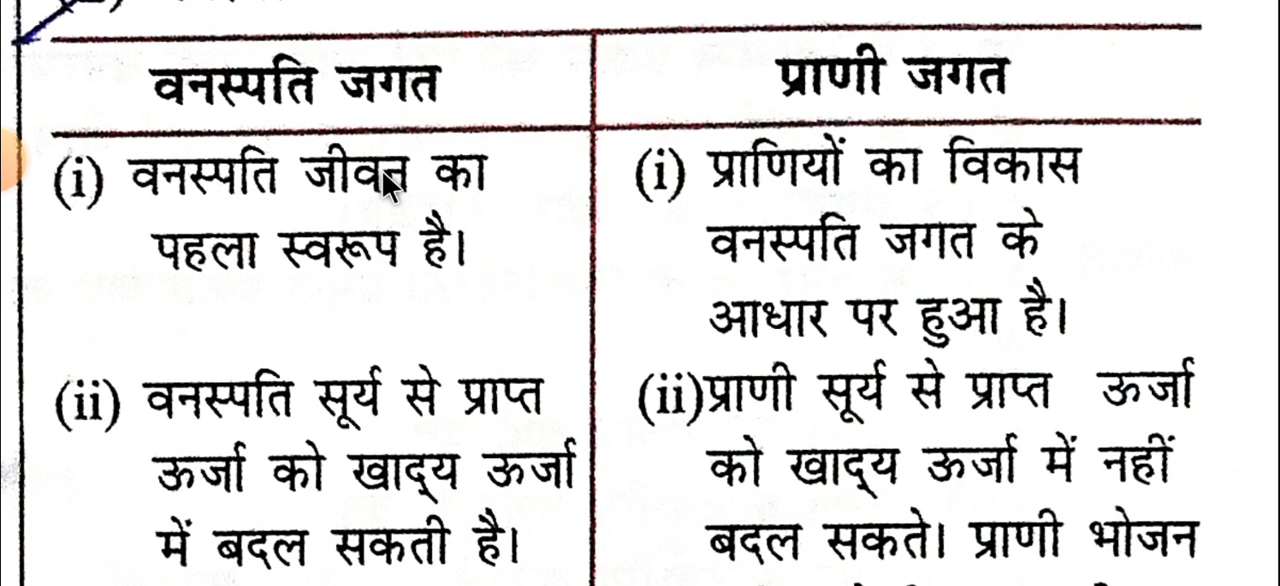 वनस्पति जगत
प्राणी जगत
(i) वनस्पति जीवन का
पहला स्वरूप है।
(i) प्राणियों का विकास
वनस्पति जगत के
आधार पर हुआ है।
(ii) वनस्पति सूर्य से प्राप्त
ऊर्जा को खाद्य ऊर्जा
में बदल सकती है।
(ii)प्राणी सूर्य से प्राप्त ऊर्जा
को खाद्य ऊर्जा में नहीं
बदल सकते। प्राणी भोजन